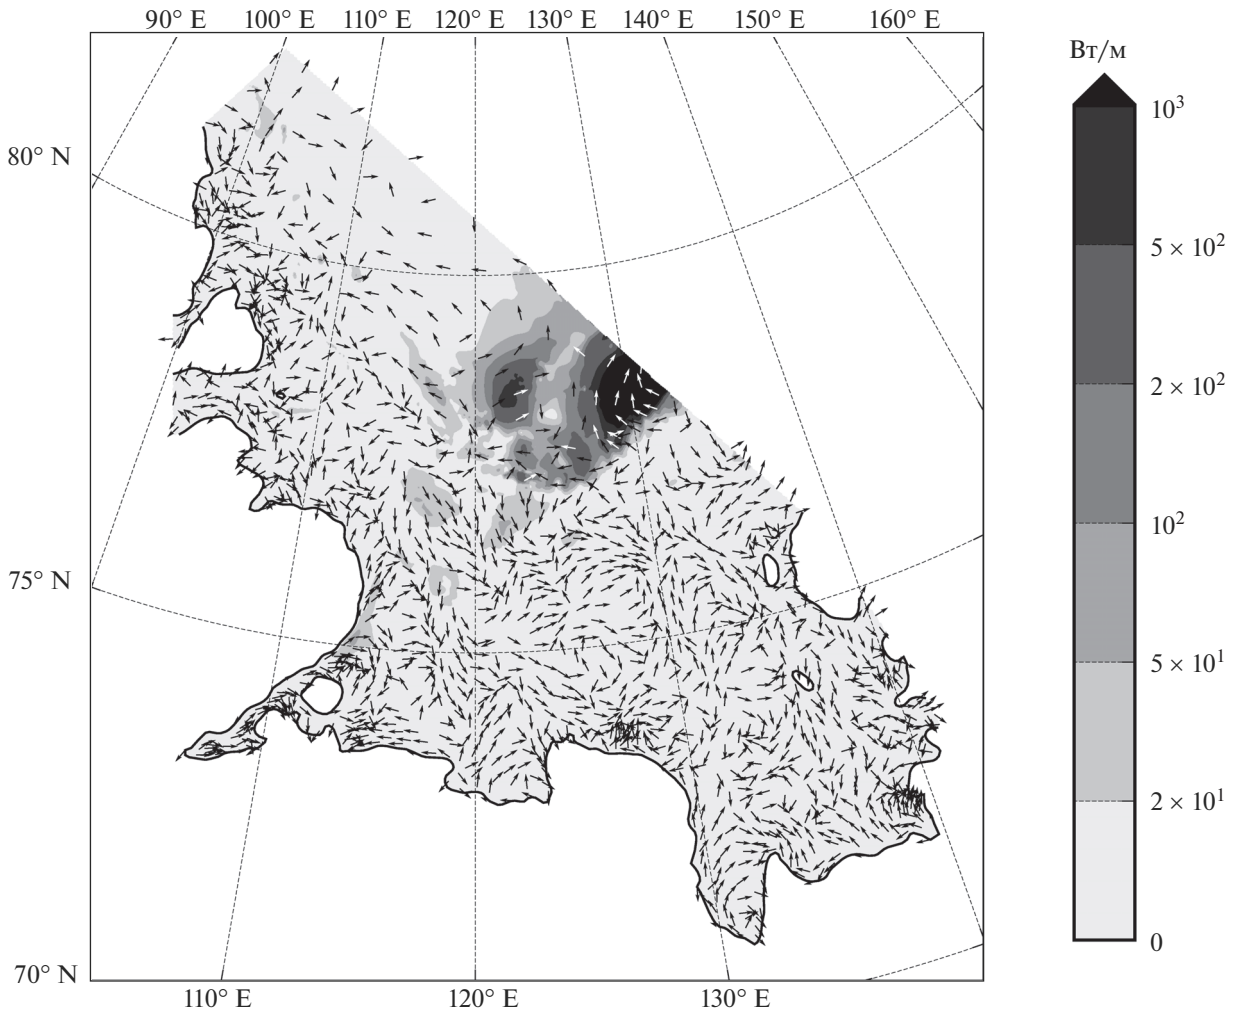 90° E 100° E 110° E 120° E 130° E 140° E 150° E 160° E
Вт/м
10³
80° N
5 × 10²
2 × 10²
10²
75° N
5 × 10¹
2 × 10¹
0
70° N
110° E 120° E 130° E